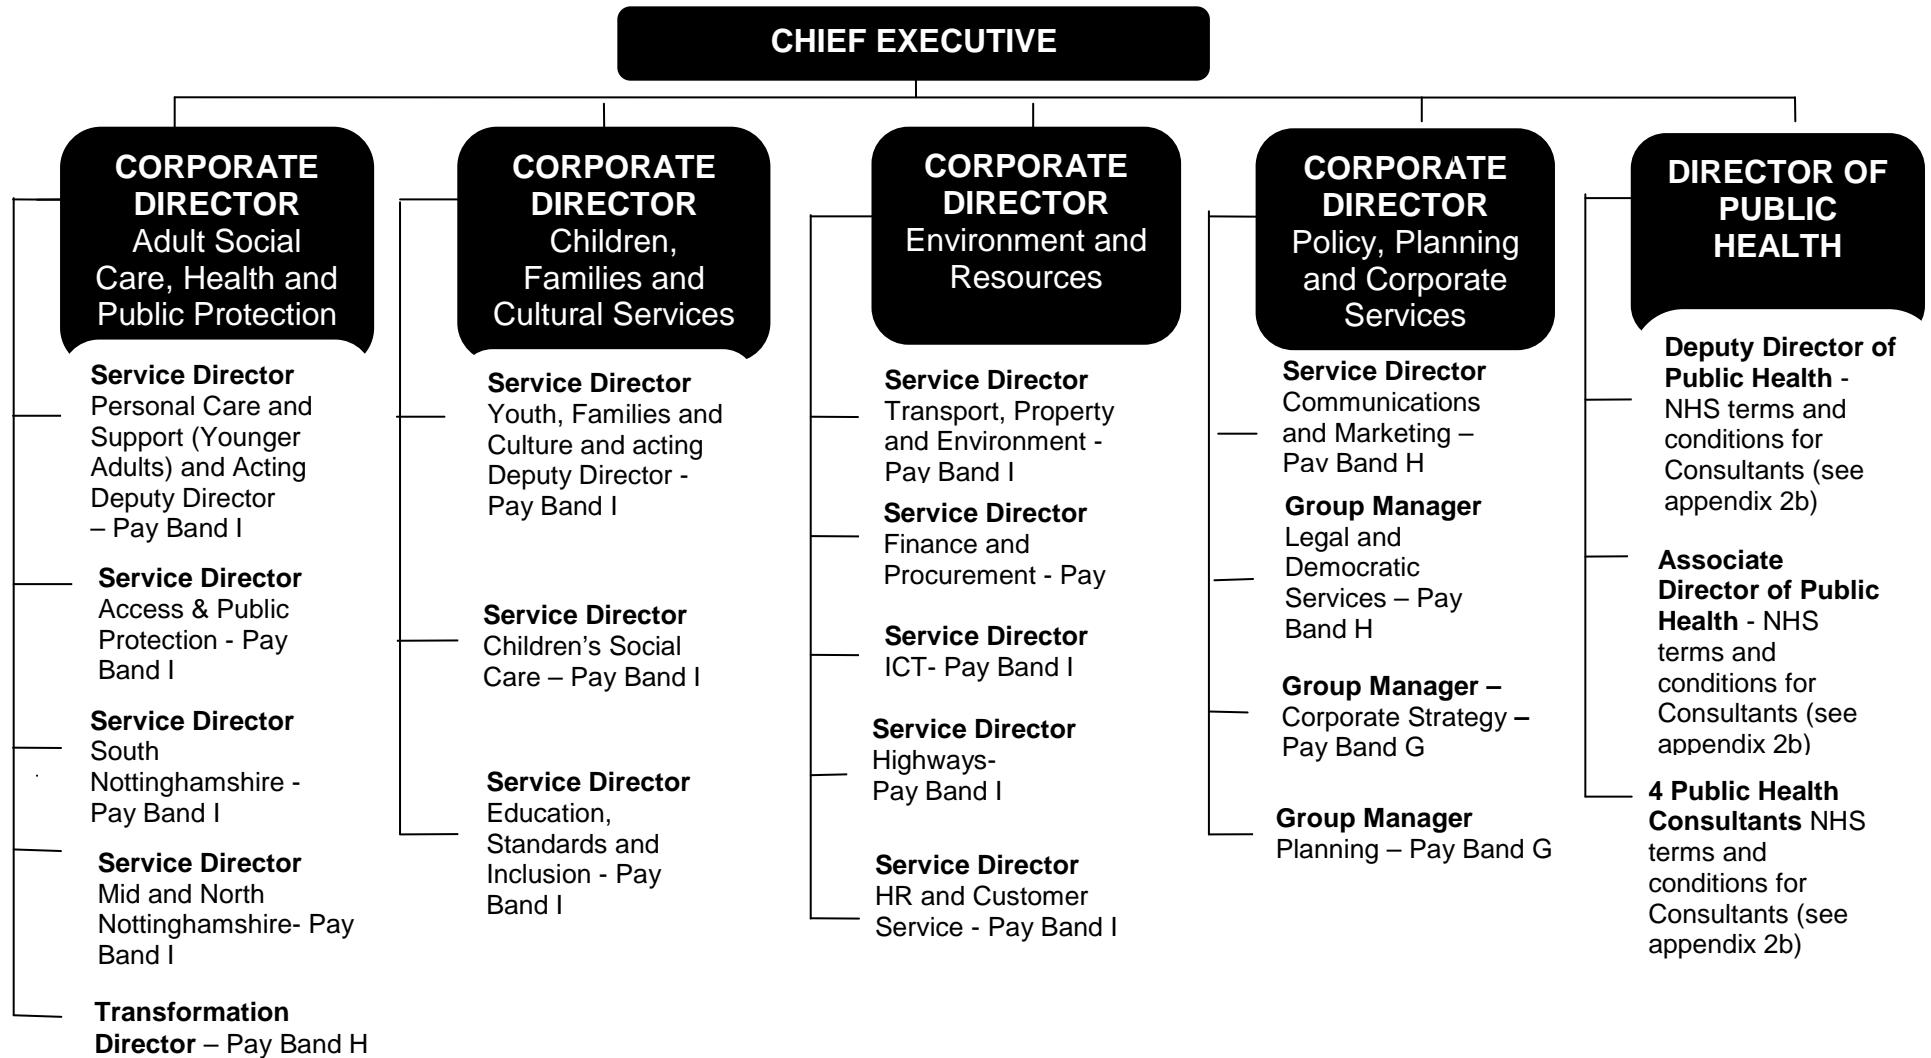 CHIEF EXECUTIVE
CORPORATE
DIRECTOR
Adult Social
Care, Health and
Public Protection
Service Director
Personal Care and
Support (Younger
Adults) and Acting
Deputy Director
– Pay Band I
Service Director
Access & Public
Protection - Pay
Band I
Service Director
South
Nottinghamshire -
Pay Band I
Service Director
Mid and North
Nottinghamshire- Pay
Band I
Transformation
Director – Pay Band H
CORPORATE
DIRECTOR
Children,
Families and
Cultural Services
Service Director
Youth, Families and
Culture and acting
Deputy Director -
Pay Band I
Service Director
Children's Social
Care – Pay Band I
Service Director
Education,
Standards and
Inclusion - Pay
Band I
CORPORATE
DIRECTOR
Environment and
Resources
Service Director
Transport, Property
and Environment -
Pay Band I
Service Director
Finance and
Procurement - Pay
Service Director
ICT- Pay Band I
Service Director
Highways-
Pay Band I
Service Director
HR and Customer
Service - Pay Band I
CORPORATE
DIRECTOR
Policy, Planning
and Corporate
Services
Service Director
Communications
and Marketing –
Pay Band H
Group Manager
Legal and
Democratic
Services – Pay
Band H
Group Manager –
Corporate Strategy –
Pay Band G
Group Manager
Planning – Pay Band G
DIRECTOR OF
PUBLIC
HEALTH
Deputy Director of
Public Health -
NHS terms and
conditions for
Consultants (see
appendix 2b)
Associate
Director of Public
Health - NHS
terms and
conditions for
Consultants (see
appendix 2b)
4 Public Health
Consultants NHS
terms and
conditions for
Consultants (see
appendix 2b)